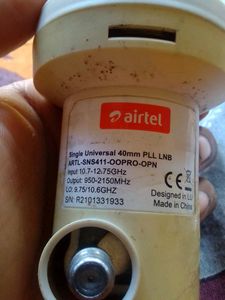 airtel
Single Universal 40mm PLL LNB
ARTL-SNS411-OOPRO-OPN
Input 10.7-12.75GHz
Output: 950-2150MHz
LO: 9.75/10.6GHZ
S/N: R2101331933
CE
Designed in LU
Made in China